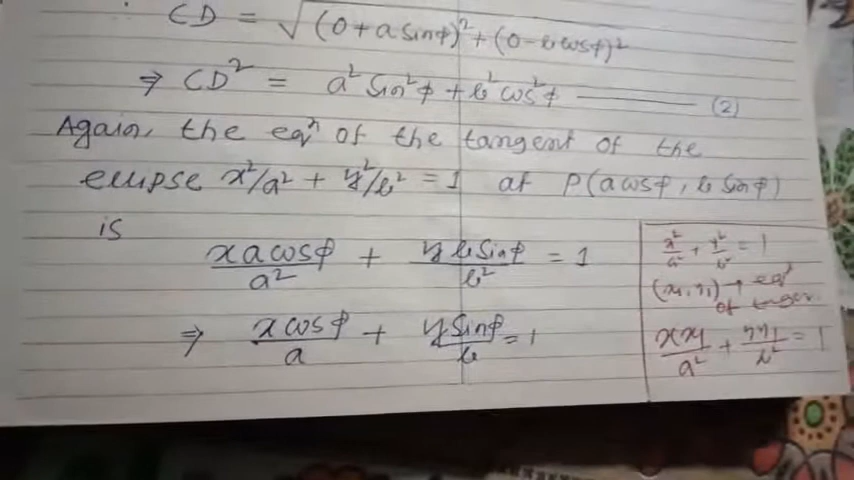 CD = √(0+a sinφ)² + (0-b cosφ)²
⇒ CD² = a² sin²φ + b² cos²φ ——— (2)
Again, the eqⁿ of the tangent of the
ellipse x²/a² + y²/b² = 1 at P(a cosφ, b sinφ)
is
x a cosφ/a² + y b sinφ/b² = 1
⇒ x cosφ/a + y sinφ/b = 1
x²/a² + y²/b² = 1
(x₁, y₁) → eqⁿ
of tangen
xx₁/a² + yy₁/b² = 1